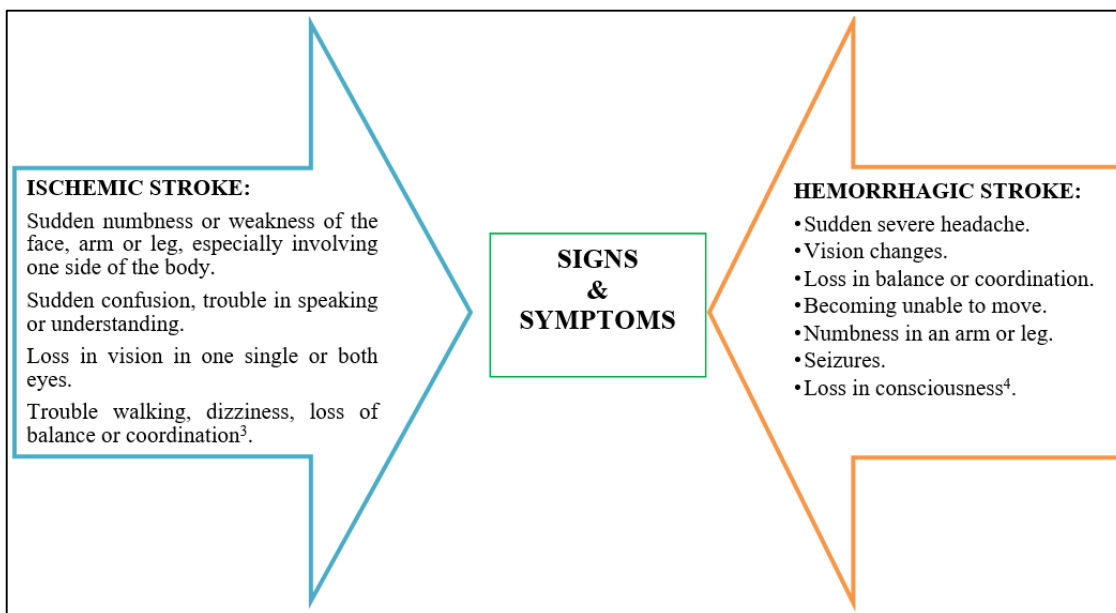 ISCHEMIC STROKE:
Sudden numbness or weakness of the
face, arm or leg, especially involving
one side of the body.
Sudden confusion, trouble in speaking
or understanding.
Loss in vision in one single or both
eyes.
Trouble walking, dizziness, loss of
balance or coordination³.
SIGNS
&
SYMPTOMS
HEMORRHAGIC STROKE:
•Sudden severe headache.
•Vision changes.
•Loss in balance or coordination.
•Becoming unable to move.
•Numbness in an arm or leg.
•Seizures.
•Loss in consciousness⁴.